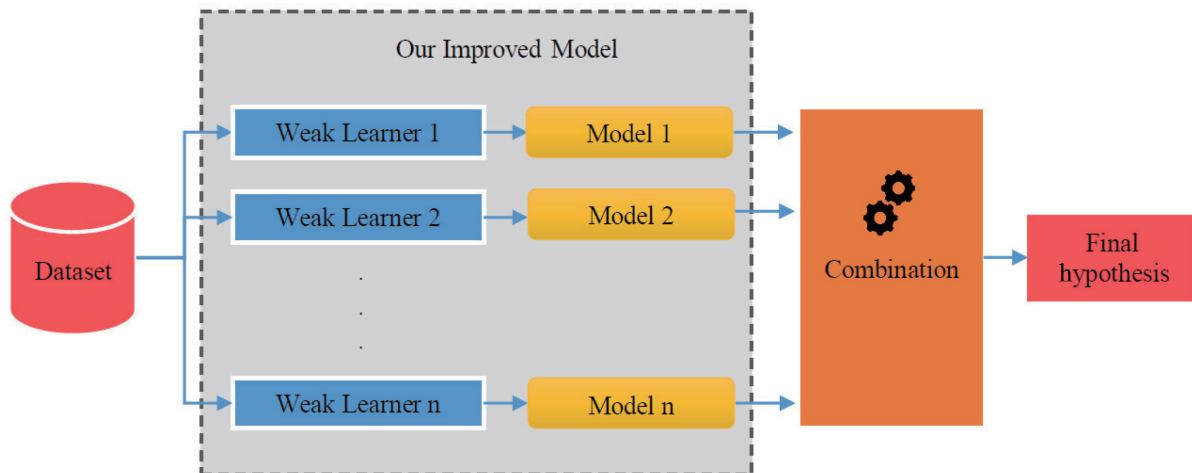 Our Improved Model
Weak Learner 1
Model 1
Weak Learner 2
Model 2
Dataset
Combination
Final
hypothesis
.
.
.
Weak Learner n
Model n